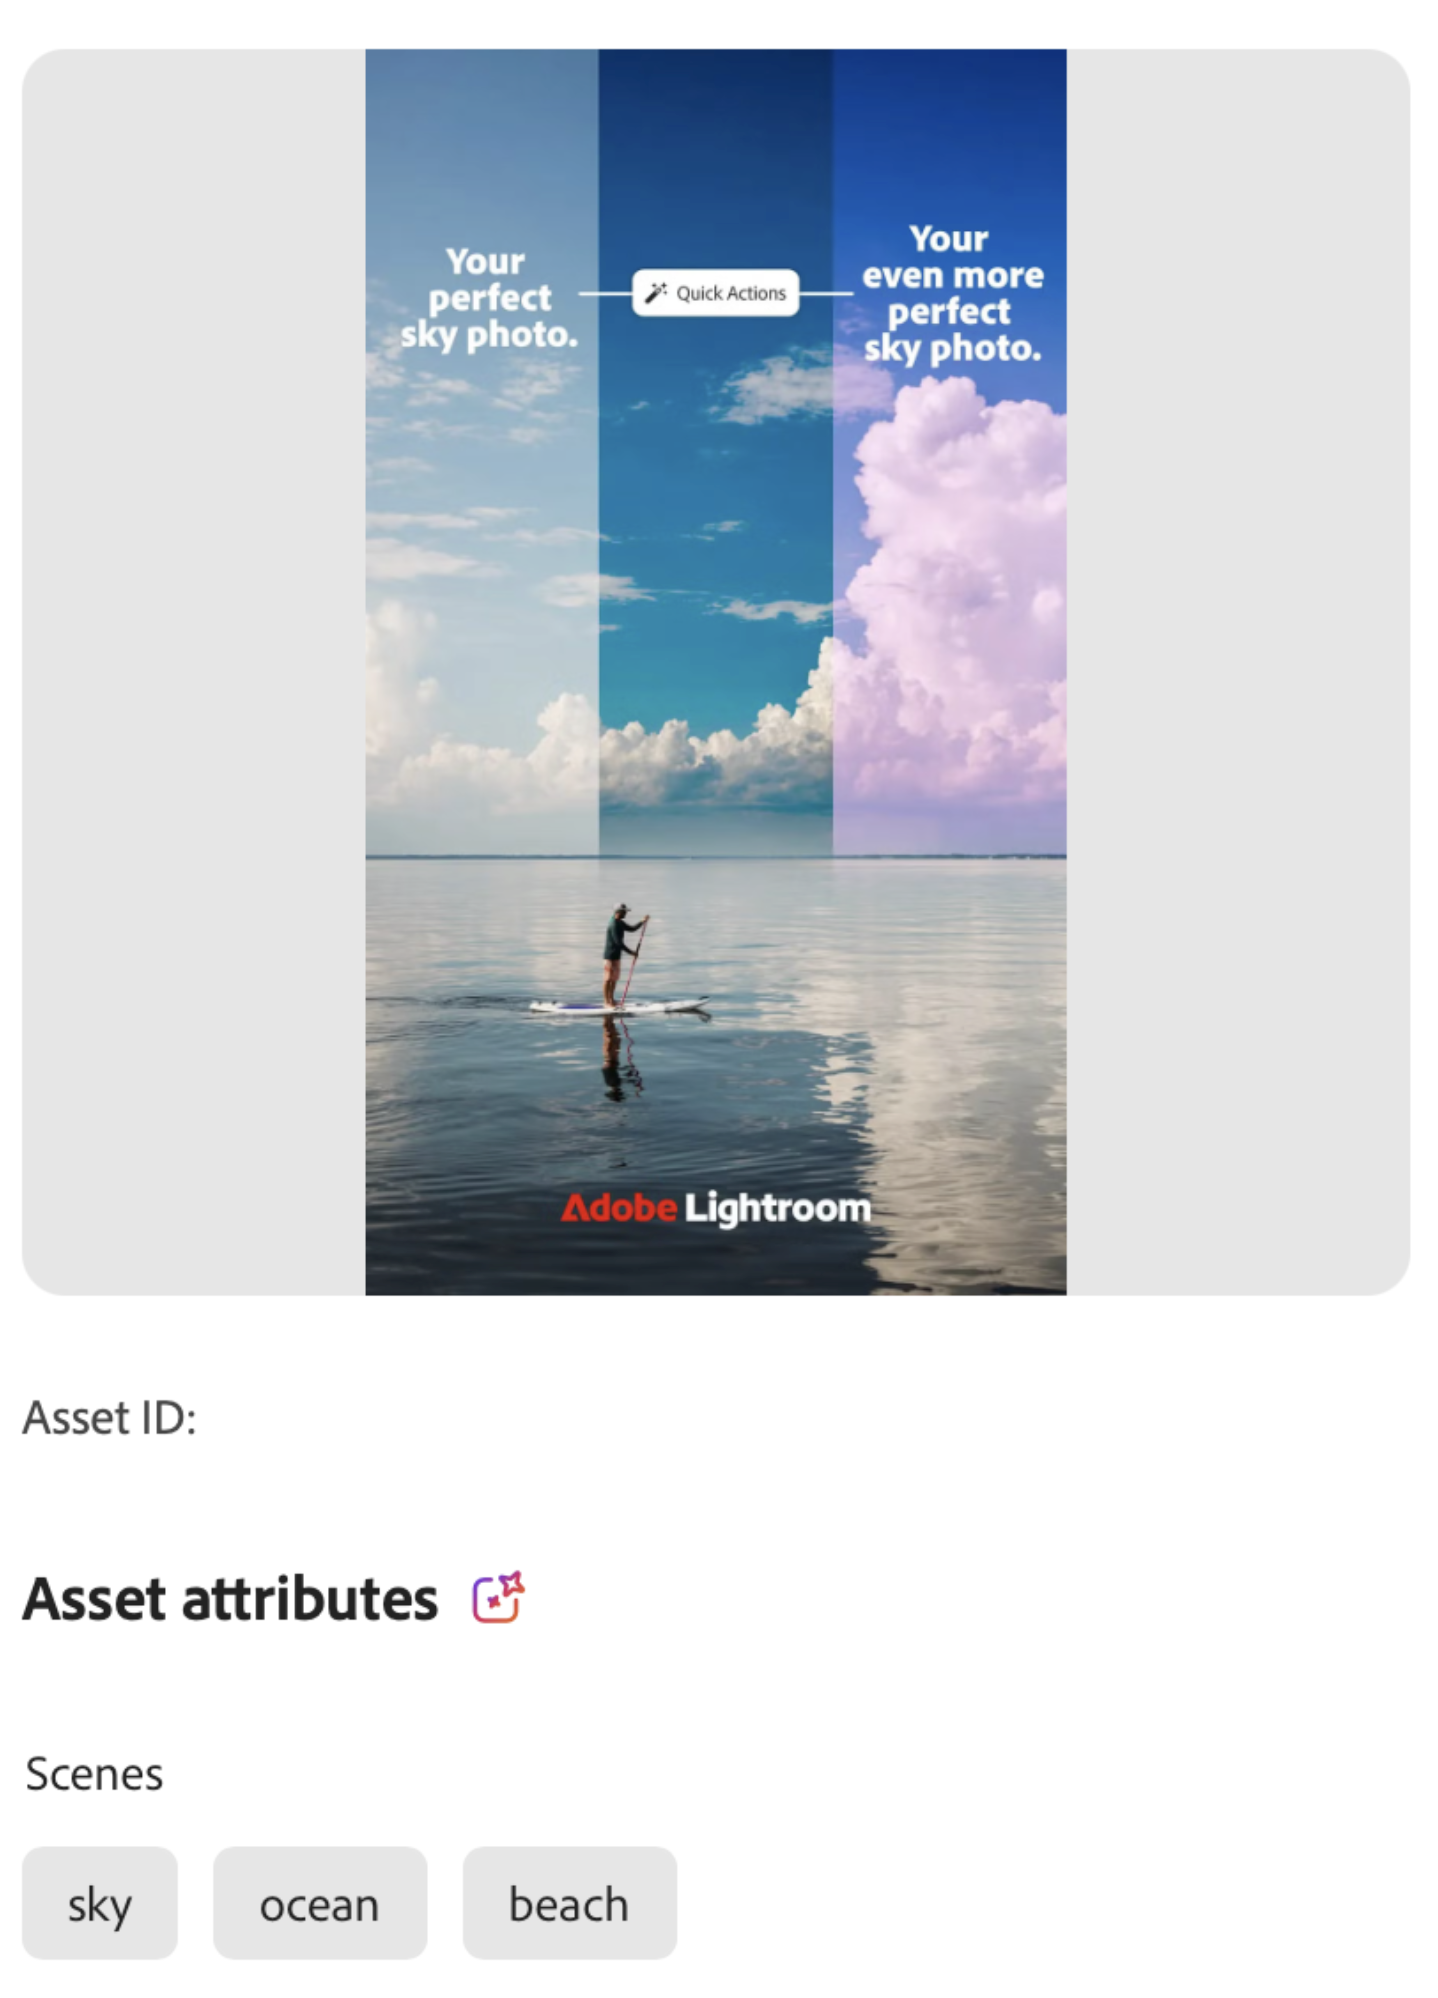 Your
perfect
sky photo.
Quick Actions
Your
even more
perfect
sky photo.
Adobe Lightroom
Asset ID:
Asset attributes
Scenes
sky
ocean
beach